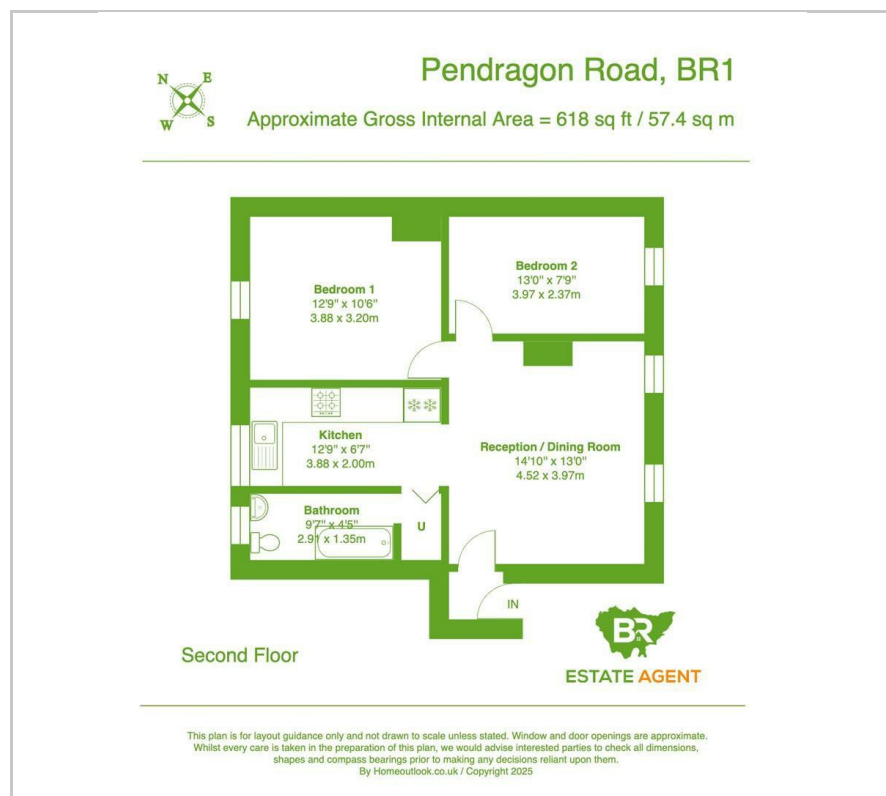 Pendragon Road, BR1
N E
W S
Approximate Gross Internal Area = 618 sq ft / 57.4 sq m
Bedroom 1
12'9" x 10'6"
3.88 x 3.20m
Bedroom 2
13'0" x 7'9"
3.97 x 2.37m
Kitchen
12'9" x 6'7"
3.88 x 2.00m
Reception / Dining Room
14'10" x 13'0"
4.52 x 3.97m
Bathroom
9'7" x 4'5"
2.91 x 1.35m
U
IN
Second Floor
BR
ESTATE AGENT
This plan is for layout guidance only and not drawn to scale unless stated. Window and door openings are approximate.
Whilst every care is taken in the preparation of this plan, we would advise interested parties to check all dimensions,
shapes and compass bearings prior to making any decisions reliant upon them.
By Homeoutlook.co.uk / Copyright 2025